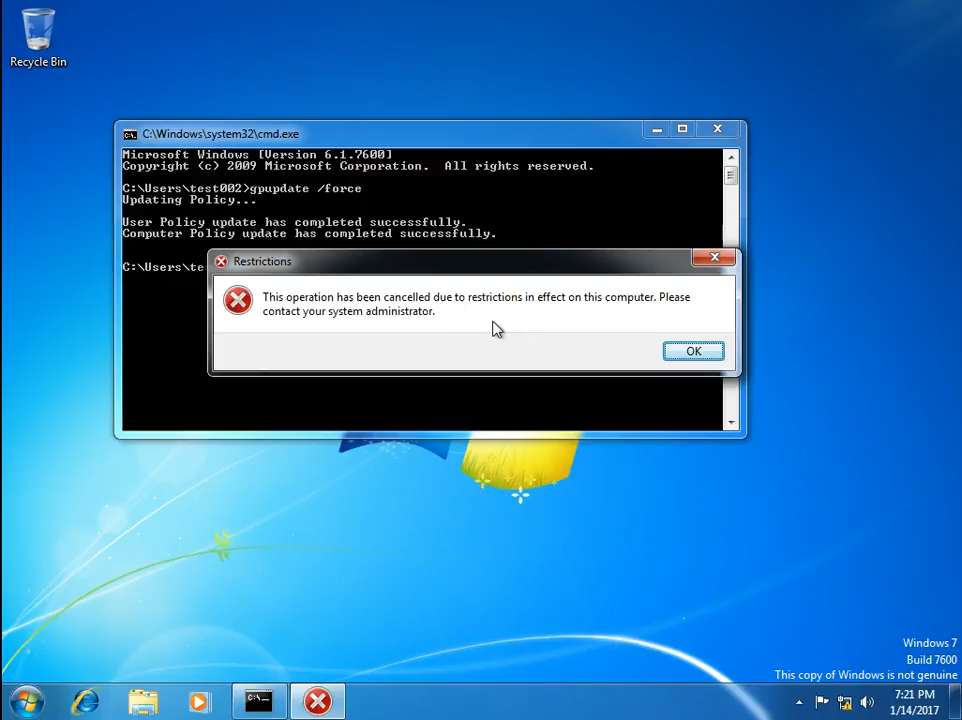 Recycle Bin
C:\Windows\system32\cmd.exe
Microsoft Windows [Version 6.1.7600]
Copyright (c) 2009 Microsoft Corporation.  All rights reserved.
C:\Users\test002>gpupdate /force
Updating Policy...
User Policy update has completed successfully.
Computer Policy update has completed successfully.
C:\Users\te
Restrictions
This operation has been cancelled due to restrictions in effect on this computer. Please
contact your system administrator.
OK
Windows 7
Build 7600
This copy of Windows is not genuine
7:21 PM
1/14/2017